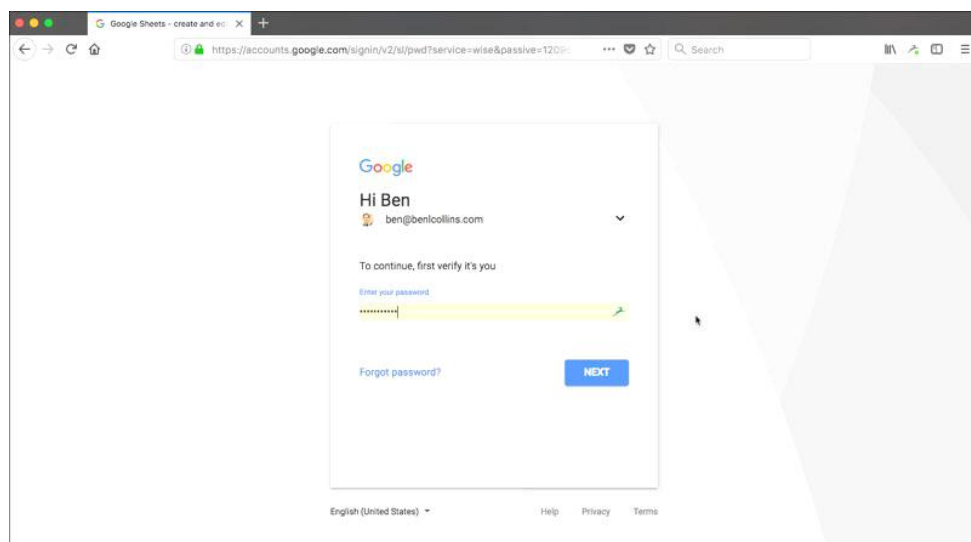 Google Sheets - create and ed
https://accounts.google.com/signin/v2/sl/pwd?service=wise&passive=1209
Search
Google
Hi Ben
ben@benlcollins.com
To continue, first verify it's you
Enter your password
Forgot password?
NEXT
English (United States)
Help Privacy Terms